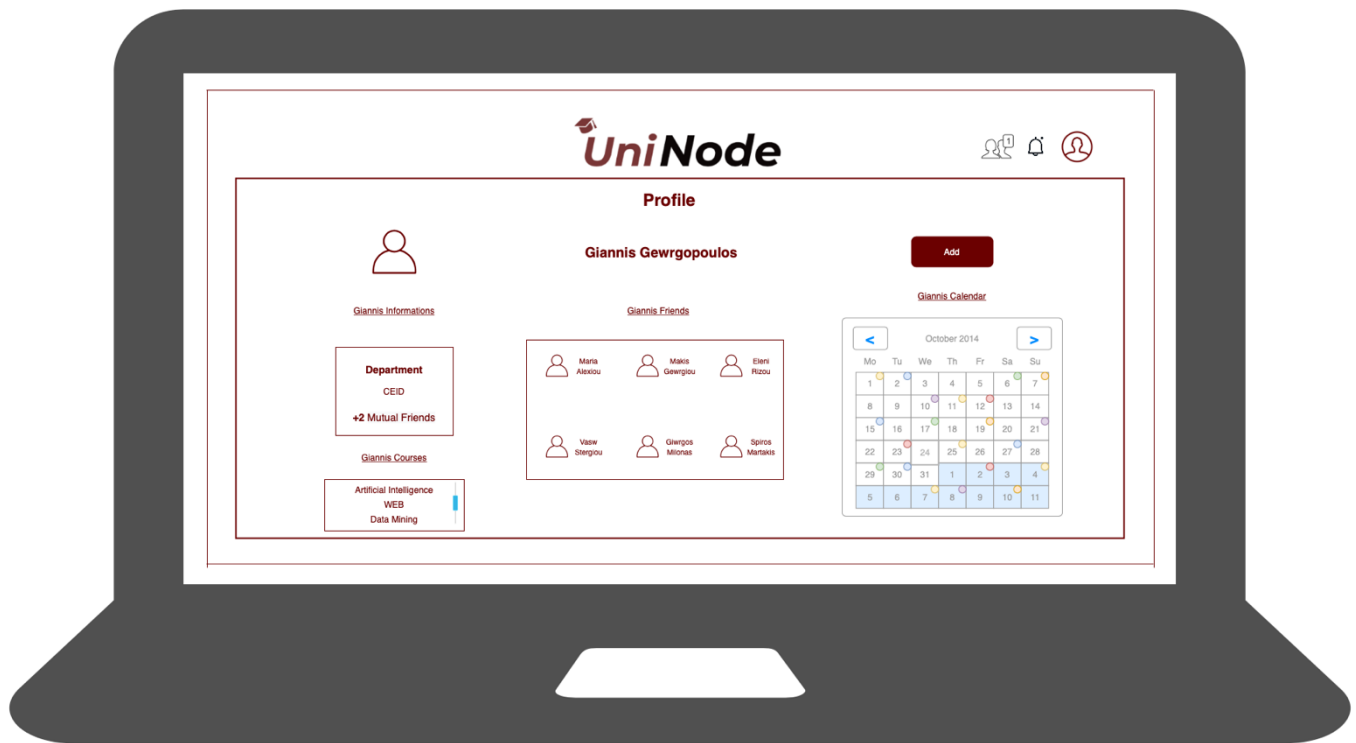 UniNode
1
Profile
Giannis Gewrgopoulos
Add
Giannis Informations
Giannis Friends
Giannis Calendar
Department
CEID
+2 Mutual Friends
Giannis Courses
Artificial Intelligence
WEB
Data Mining
Maria
Alexiou
Makis
Gewrgiou
Eleni
Rizou
Vasw
Stergiou
Giwrgos
Milonas
Spiros
Martakis
< October 2014 >
Mo Tu We Th Fr Sa Su
1 2 3 4 5 6 7
8 9 10 11 12 13 14
15 16 17 18 19 20 21
22 23 24 25 26 27 28
29 30 31 1 2 3 4
5 6 7 8 9 10 11